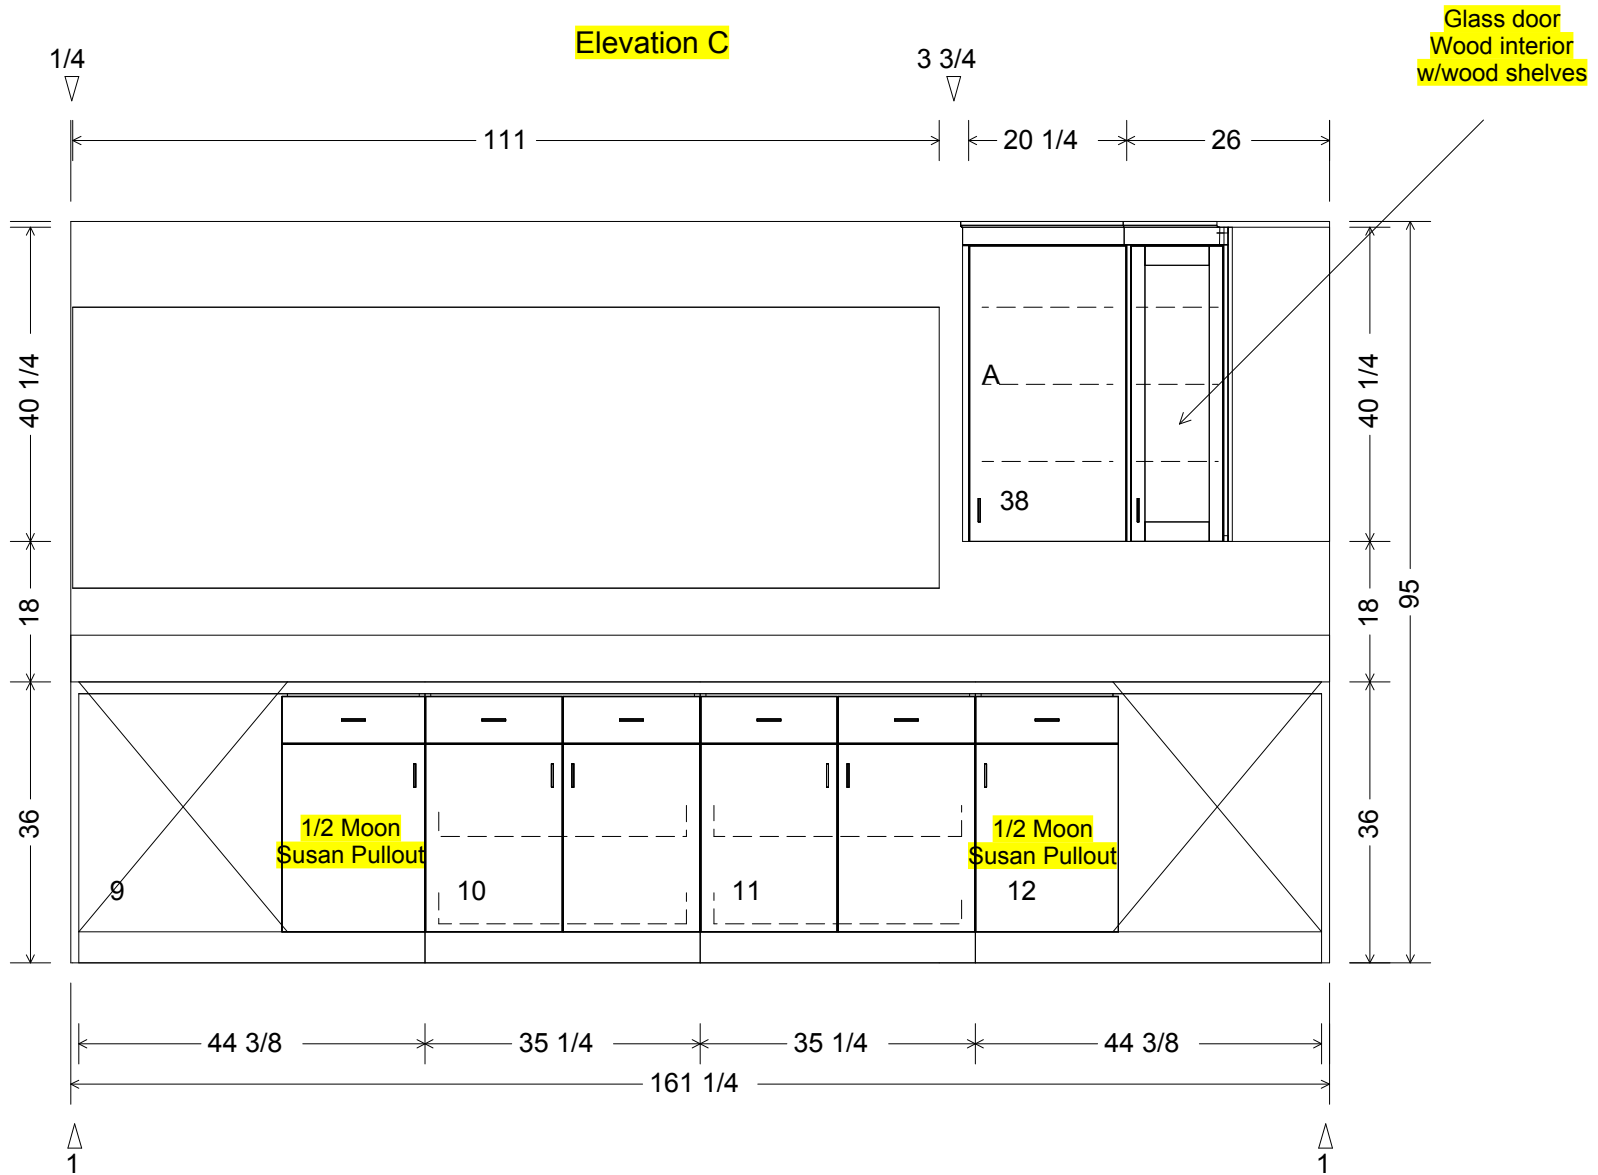 Elevation C
Glass door
Wood interior
w/wood shelves
1/4
3 3/4
111
20 1/4
26
40 1/4
A
40 1/4
38
18
95
18
36
1/2 Moon
Susan Pullout
1/2 Moon
Susan Pullout
36
9
10
11
12
44 3/8
35 1/4
35 1/4
44 3/8
161 1/4
1
1